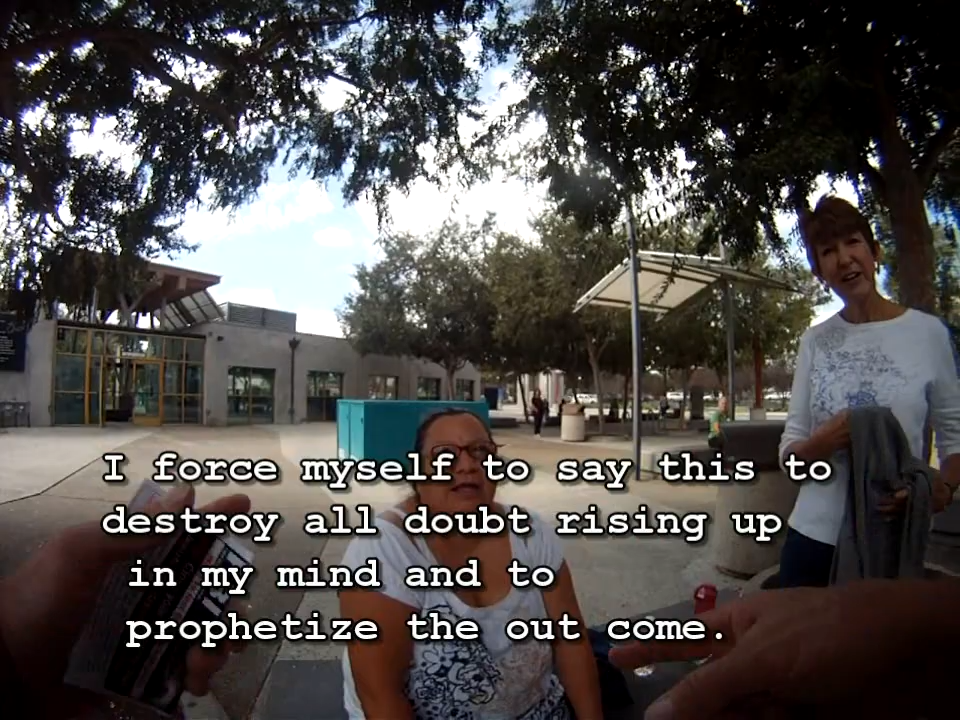 I force myself to say this to
destroy all doubt rising up
in my mind and to
prophetize the out come.